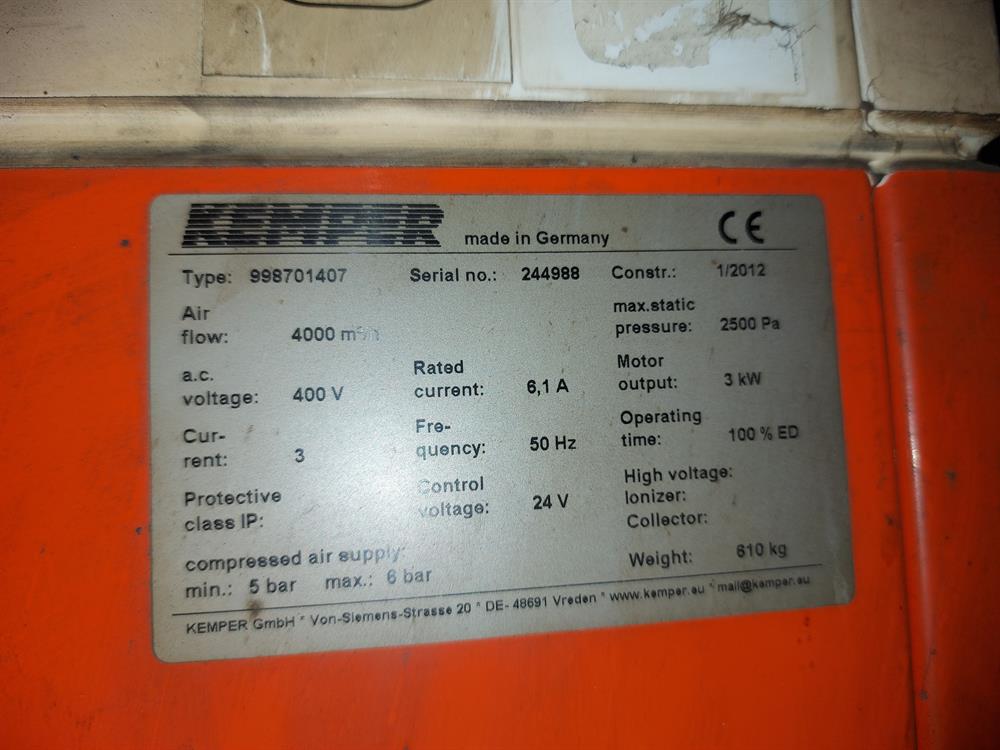 KEMPER made in Germany CE
Type: 998701407 Serial no.: 244988 Constr.: 1/2012
Air flow: 4000 m³/h max.static pressure: 2500 Pa
a.c. voltage: 400 V Rated current: 6,1 A Motor output: 3 kW
Cur- rent: 3 Fre- quency: 50 Hz Operating time: 100 % ED
Protective class IP: Control voltage: 24 V High voltage: Ionizer: Collector:
compressed air supply: Weight: 610 kg
min.: 5 bar max.: 6 bar
KEMPER GmbH * Von-Siemens-Strasse 20 * DE- 48691 Vreden * www.kemper.eu * mail@kemper.eu